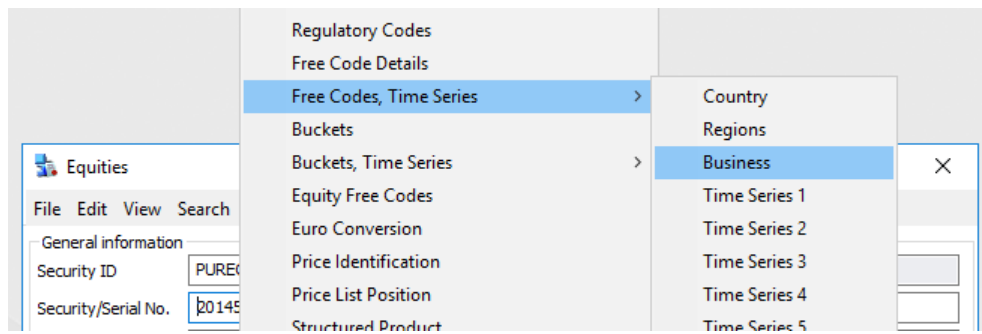 Regulatory Codes
Free Code Details
Free Codes, Time Series >
Country
Buckets
Regions
Equities
Buckets, Time Series >
Business
File Edit View Search
Equity Free Codes
Time Series 1
General information
Euro Conversion
Time Series 2
Security ID
Price Identification
Time Series 3
Security/Serial No. 20145
Price List Position
Time Series 4
Structured Product
Time Series 5